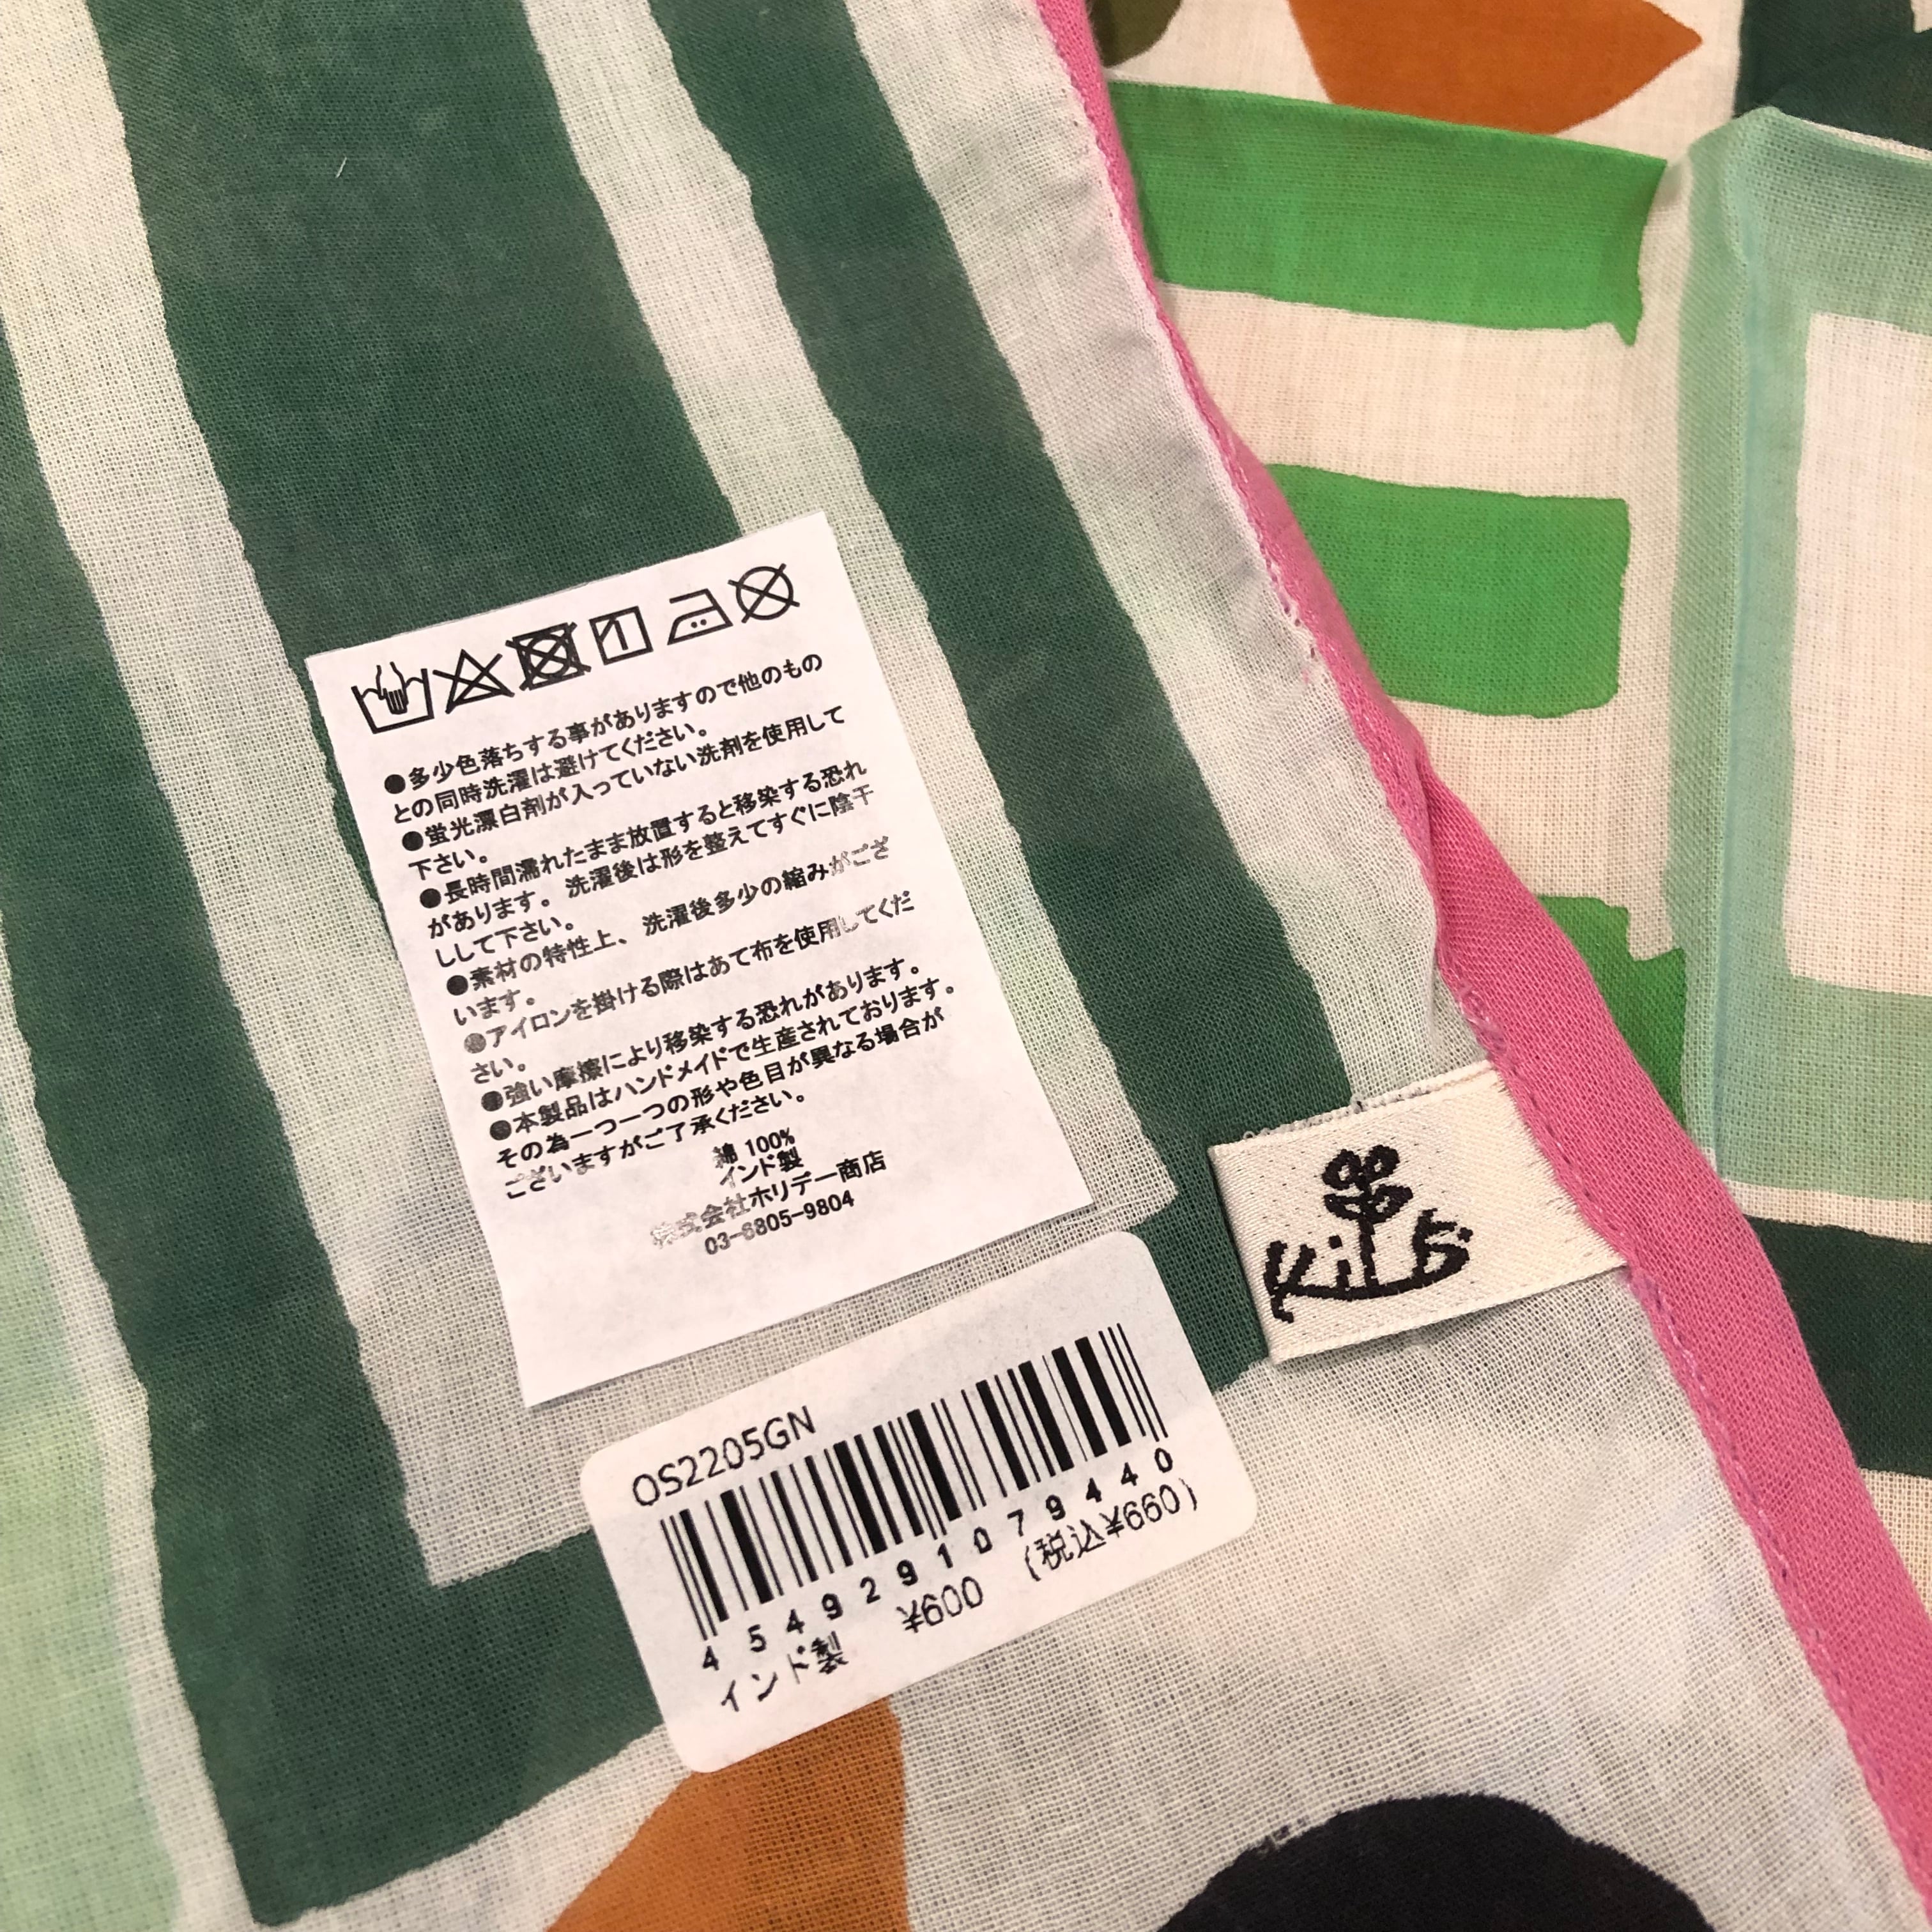 ●多少色落ちする事がありますので他のもの
との同時洗濯は避けてください。
●蛍光漂白剤が入っていない洗剤を使用して
下さい。
●長時間濡れたまま放置すると移染する恐れ
があります。洗濯後は形を整えてすぐに陰干
しして下さい。
●素材の特性上、洗濯後多少の縮みがござ
います。
●アイロンを掛ける際はあて布を使用してくだ
さい。
●強い摩擦により移染する恐れがあります。
●本製品はハンドメイドで生産されております。
その為一つ一つの形や色目が異なる場合が
ございますがご了承ください。
綿 100%
インド製
株式会社ホリデー商店
03-6805-9804
OS2205GN
4549291079440
¥600 (税込¥660)
インド製